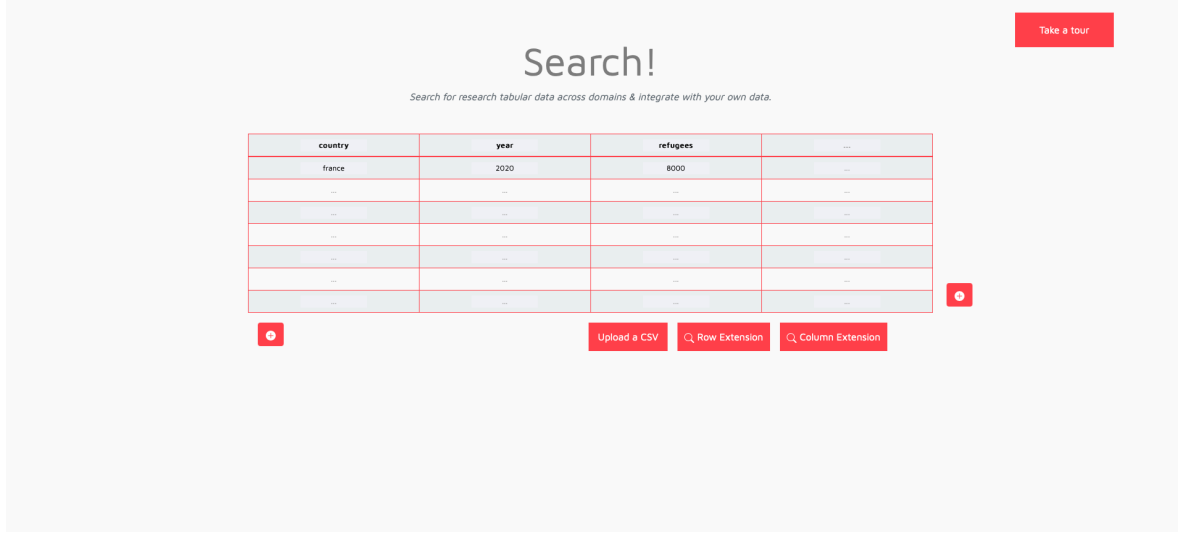 Take a tour
Search!
Search for research tabular data across domains & integrate with your own data.
country year refugees ...
france 2020 8000 ...
... ... ... ...
... ... ... ...
... ... ... ...
... ... ... ...
... ... ... ...
... ... ... ...
Upload a CSV Row Extension Column Extension